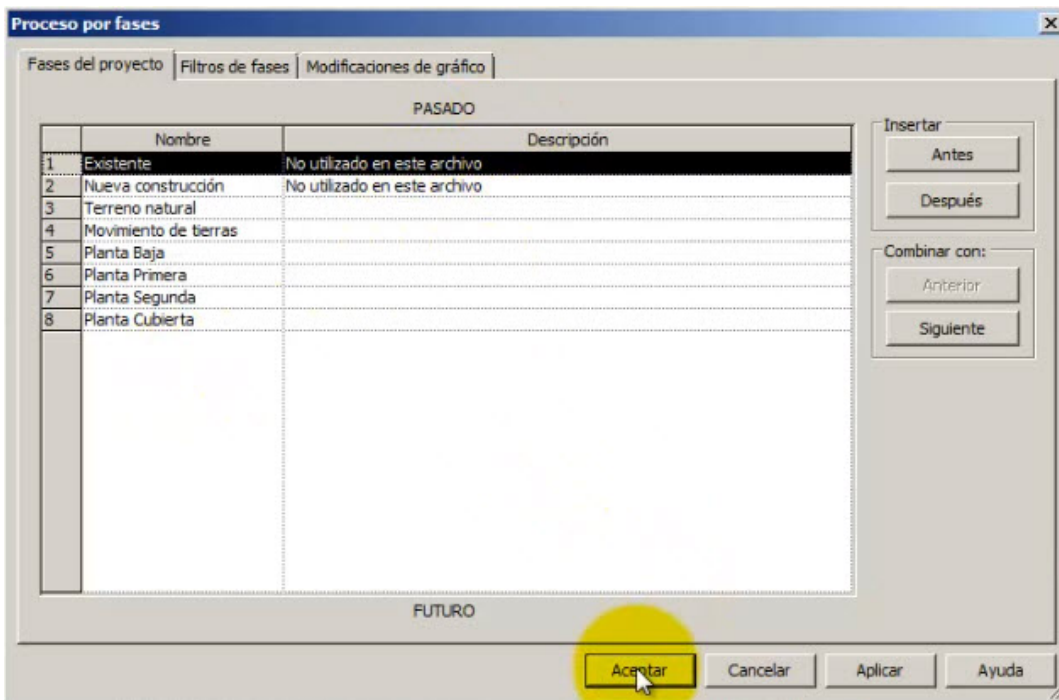 Proceso por fases
Fases del proyecto Filtros de fases Modificaciones de gráfico
PASADO
Nombre Descripción
1 Existente No utilizado en este archivo
2 Nueva construcción No utilizado en este archivo
3 Terreno natural
4 Movimiento de tierras
5 Planta Baja
6 Planta Primera
7 Planta Segunda
8 Planta Cubierta
FUTURO
Insertar
Antes
Después
Combinar con:
Anterior
Siguiente
Aceptar Cancelar Aplicar Ayuda